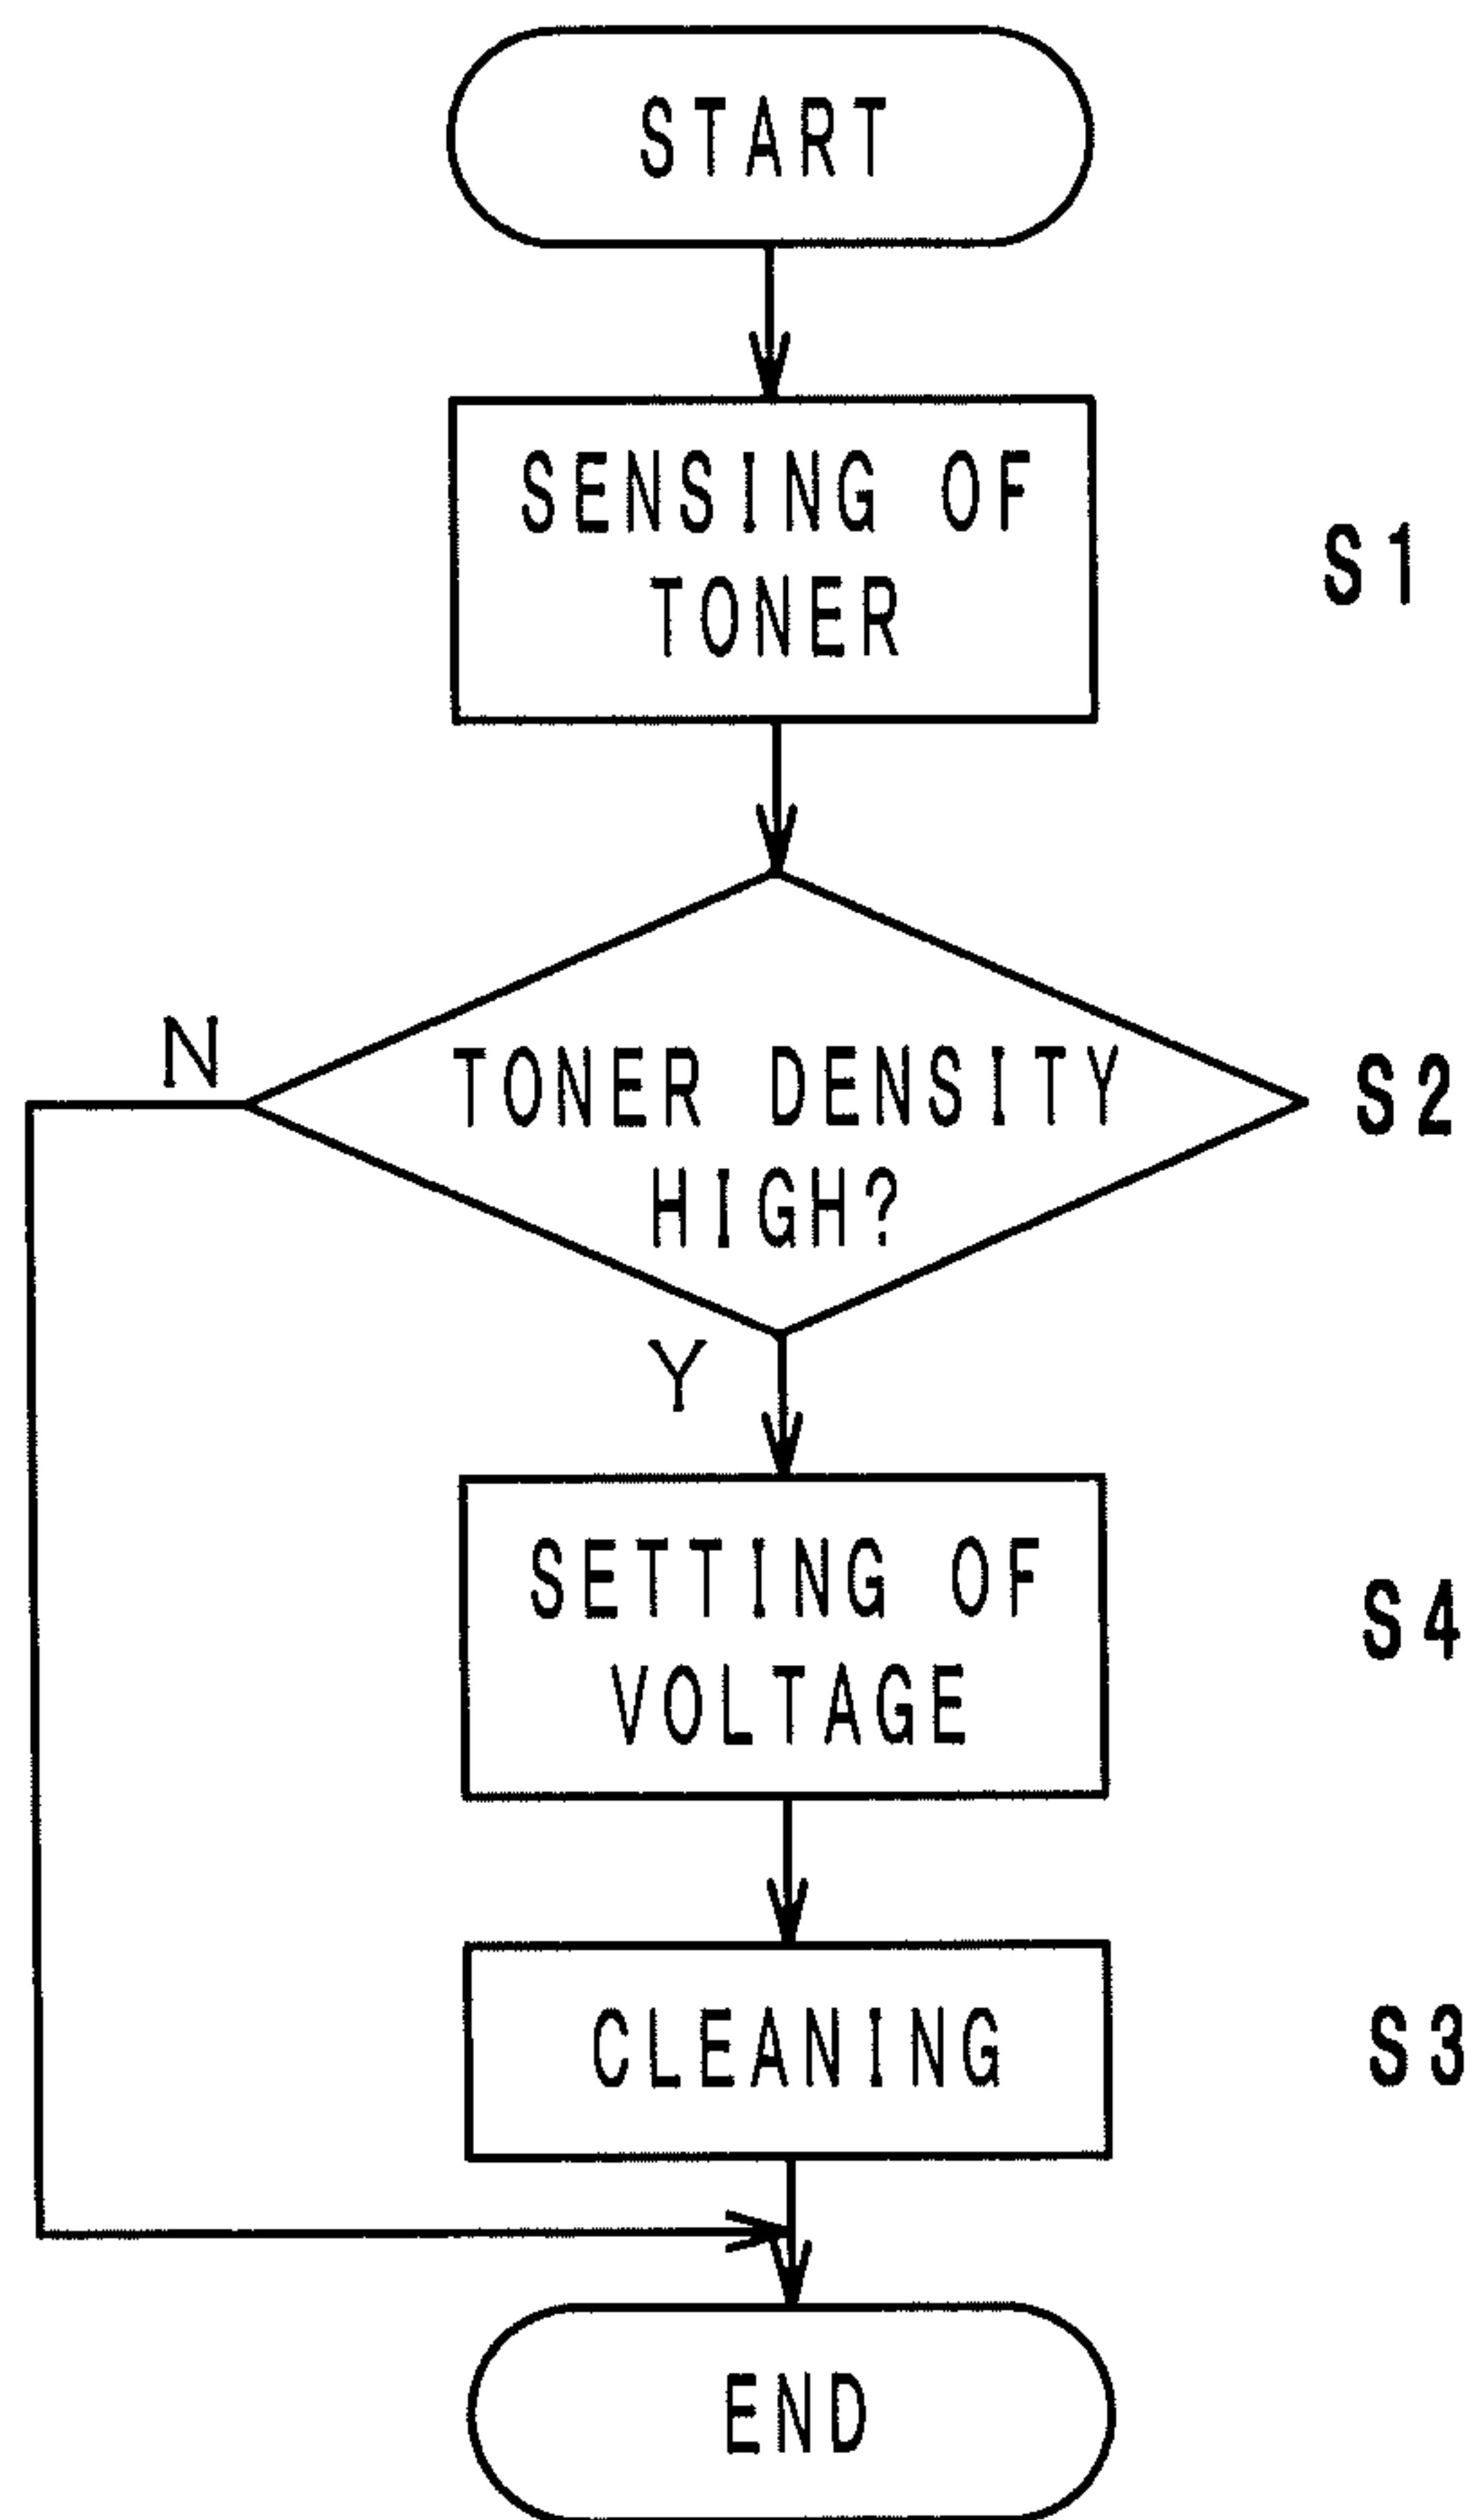 START
SENSING OF
TONER
S1
N
TONER DENSITY
HIGH?
S2
Y
SETTING OF
VOLTAGE
S4
CLEANING
S3
END